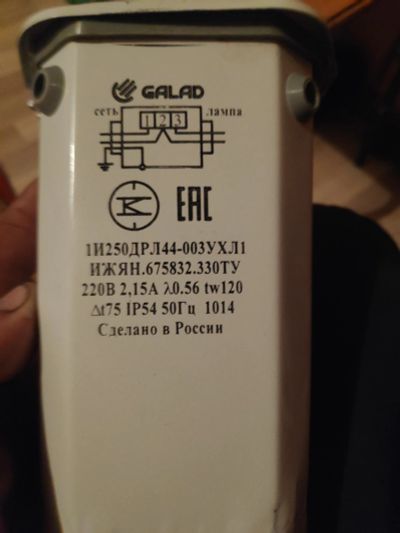 GALAD
сеть лампа
1 2 3
EAC
1И250ДРЛ44-003УХЛ1
ИЖЯН.675832.330ТУ
220В 2,15А λ0.56 tw120
Δt75 IP54 50Гц 1014
Сделано в России